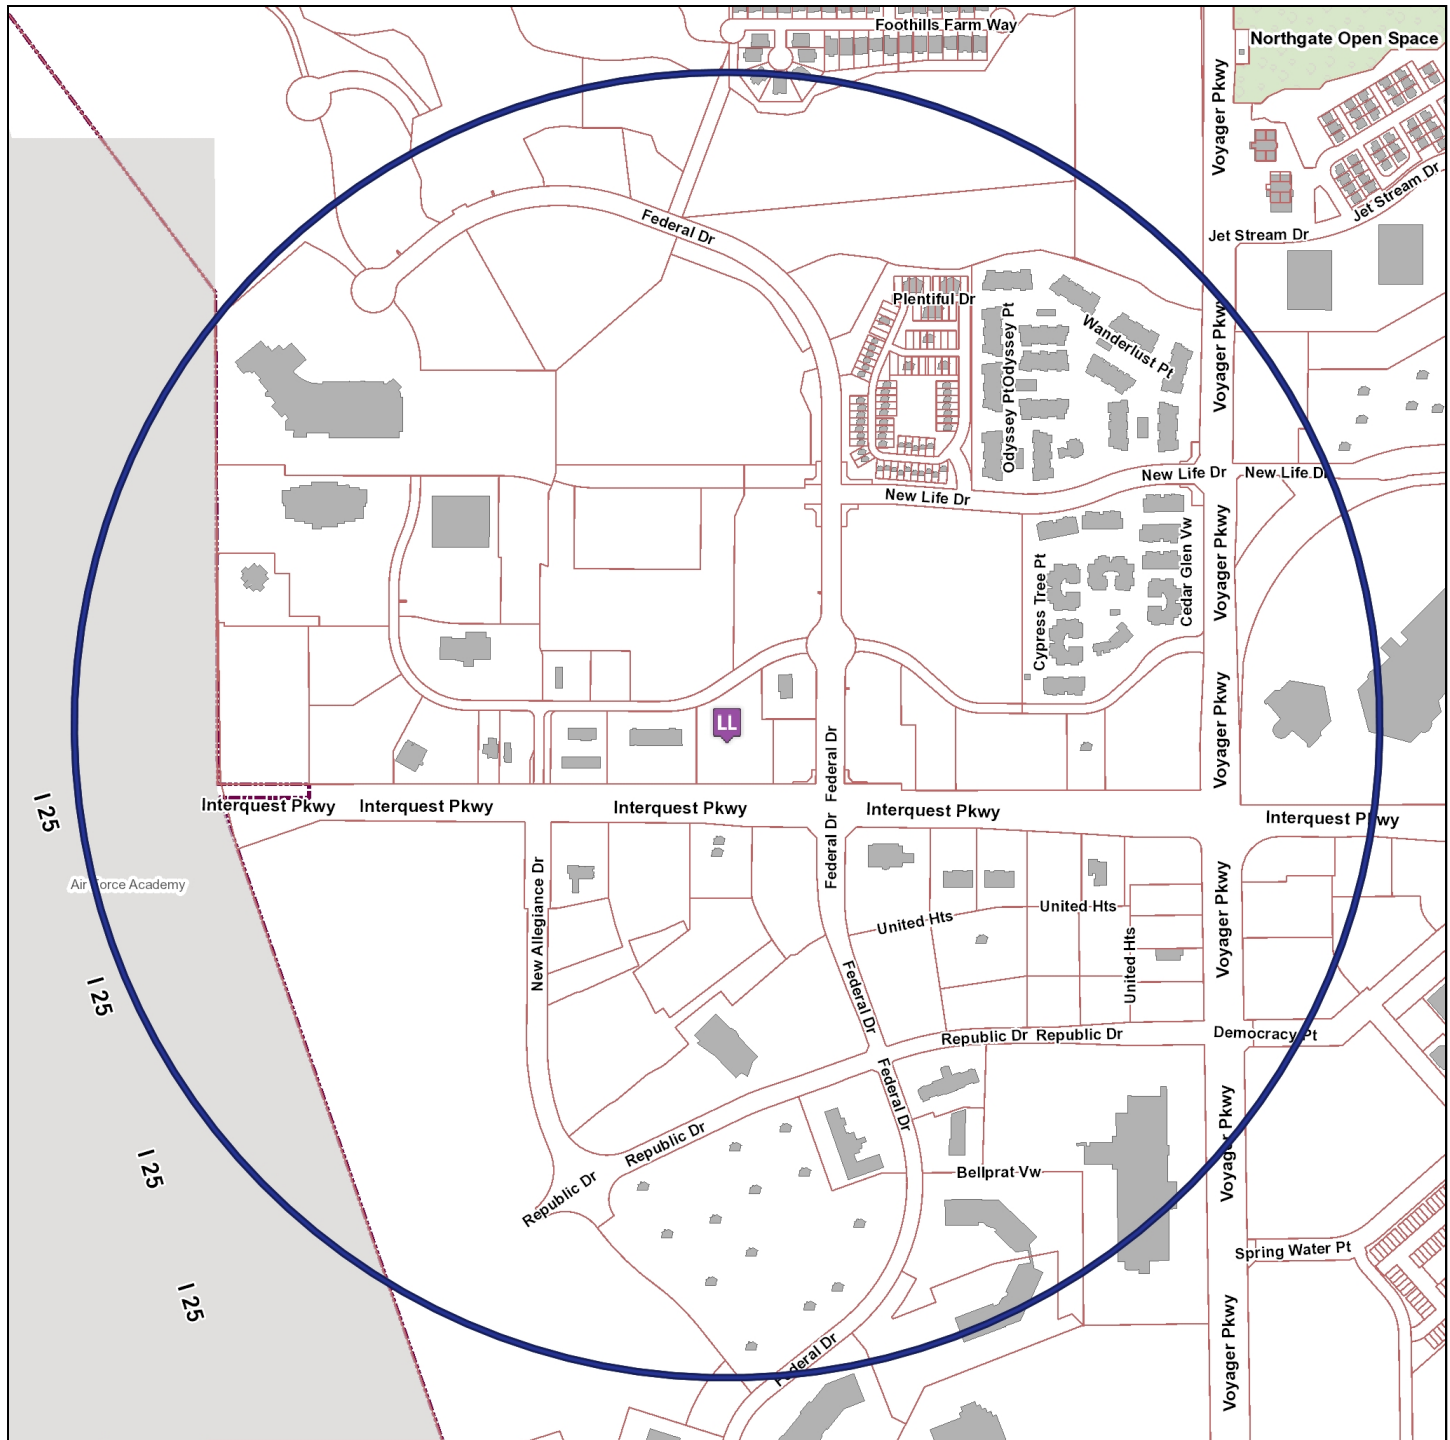 Foothills Farm Way
Northgate Open Space
Voyager Pkwy
Jet Stream Dr
Jet Stream Dr
Federal Dr
Plentiful Dr
Odyssey Pt
Odyssey Pt
Wanderlust Pt
Voyager Pkwy
New Life Dr
New Life Dr
New Life Dr
Voyager Pkwy
Cedar Glen Vw
Cypress Tree Pt
Voyager Pkwy
LL
Federal Dr
Interquest Pkwy
Interquest Pkwy
Interquest Pkwy
Interquest Pkwy
Interquest Pkwy
I 25
Federal Dr
Air Force Academy
New Allegiance Dr
United Hts
United Hts
United Hts
Voyager Pkwy
I 25
Federal Dr
Republic Dr
Republic Dr
Democracy Pt
Federal Dr
Voyager Pkwy
Republic Dr
I 25
Republic Dr
Bellprat Vw
Spring Water Pt
I 25
Federal Dr
Voyager Pkwy